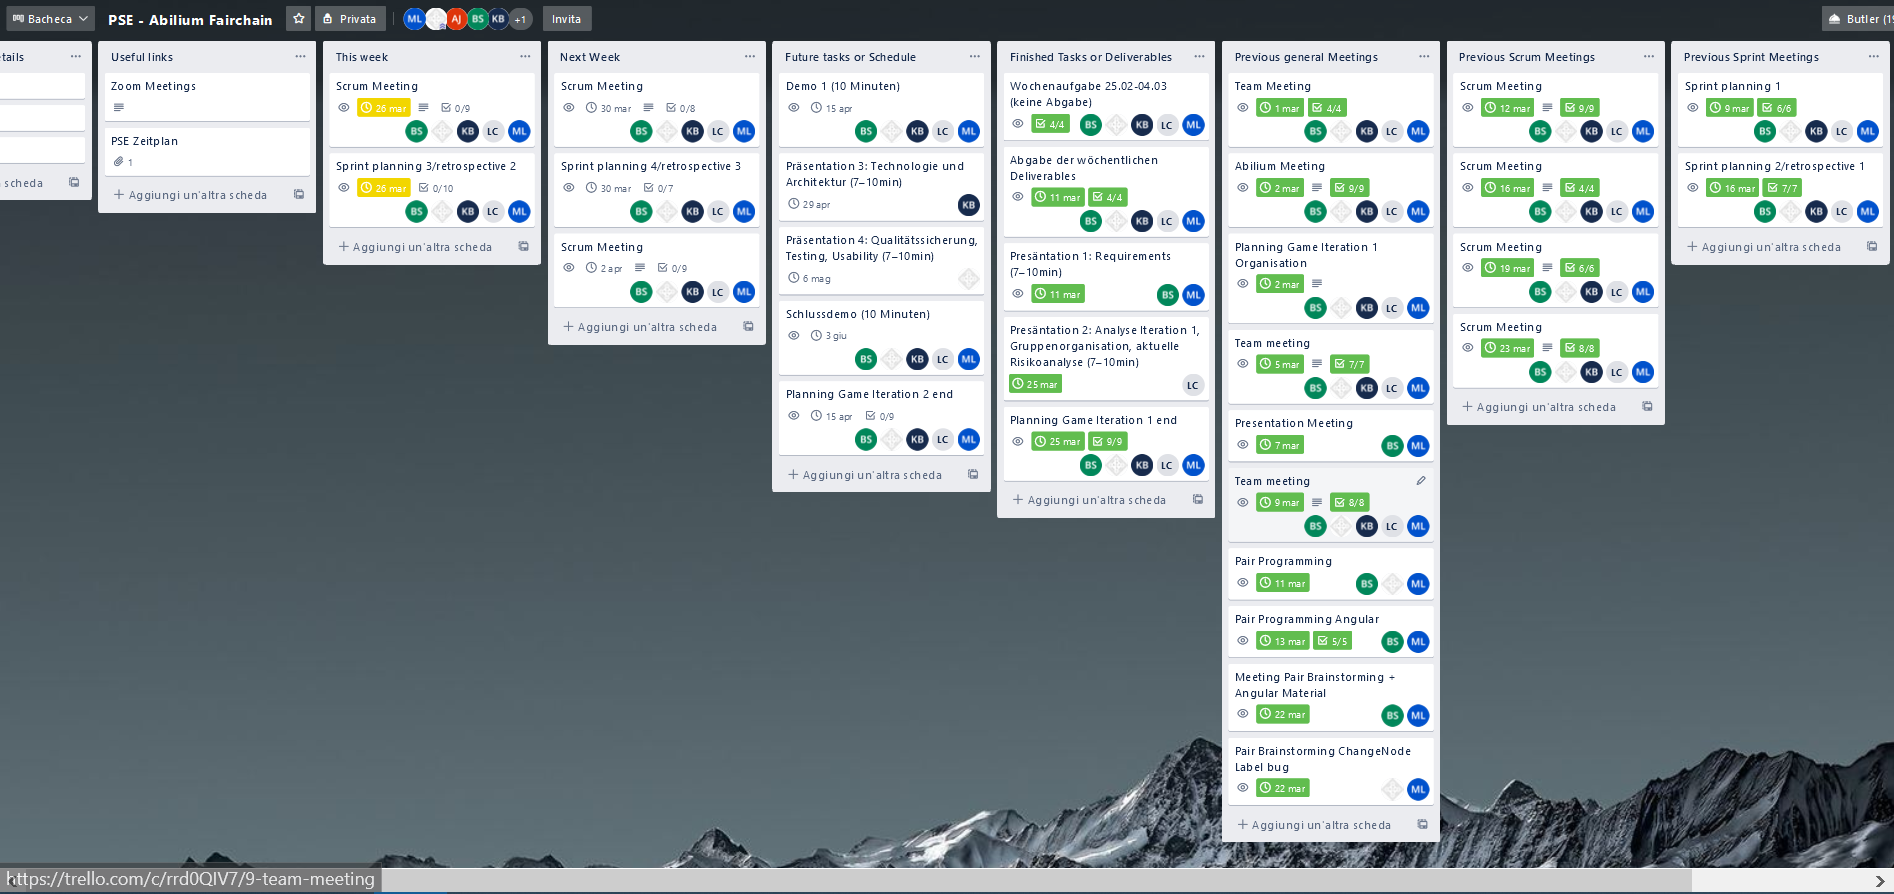 Bacheca
PSE - Abilium Fairchain
Privata
ML
AJ
BS
KB
+1
Invita
Butler (1
etails
scheda
Useful links
Zoom Meetings
PSE Zeitplan
1
Aggiungi un'altra scheda
This week
Scrum Meeting
26 mar
0/9
BS KB LC ML
Sprint planning 3/retrospective 2
26 mar
0/10
BS KB LC ML
Aggiungi un'altra scheda
Next Week
Scrum Meeting
30 mar
0/8
BS KB LC ML
Sprint planning 4/retrospective 3
30 mar
0/7
BS KB LC ML
Scrum Meeting
2 apr
0/9
BS KB LC ML
Aggiungi un'altra scheda
Future tasks or Schedule
Demo 1 (10 Minuten)
15 apr
BS KB LC ML
Präsentation 3: Technologie und
Architektur (7–10min)
29 apr
KB
Präsentation 4: Qualitätssicherung,
Testing, Usability (7–10min)
6 mag
Schlussdemo (10 Minuten)
3 giu
BS KB LC ML
Planning Game Iteration 2 end
15 apr
0/9
BS KB LC ML
Aggiungi un'altra scheda
Finished Tasks or Deliverables
Wochenaufgabe 25.02-04.03
(keine Abgabe)
4/4
BS KB LC ML
Abgabe der wöchentlichen
Deliverables
11 mar
4/4
BS KB LC ML
Presäntation 1: Requirements
(7–10min)
11 mar
BS ML
Presäntation 2: Analyse Iteration 1,
Gruppenorganisation, aktuelle
Risikoanalyse (7–10min)
25 mar
LC
Planning Game Iteration 1 end
25 mar
9/9
BS KB LC ML
Aggiungi un'altra scheda
Previous general Meetings
Team Meeting
1 mar
4/4
BS KB LC ML
Abilium Meeting
2 mar
9/9
BS KB LC ML
Planning Game Iteration 1
Organisation
2 mar
BS KB LC ML
Team meeting
5 mar
7/7
BS KB LC ML
Presentation Meeting
7 mar
BS ML
Team meeting
9 mar
8/8
BS KB LC ML
Pair Programming
11 mar
BS ML
Pair Programming Angular
13 mar
5/5
BS ML
Meeting Pair Brainstorming +
Angular Material
22 mar
BS ML
Pair Brainstorming ChangeNode
Label bug
22 mar
ML
Aggiungi un'altra scheda
Previous Scrum Meetings
Scrum Meeting
12 mar
9/9
BS KB LC ML
Scrum Meeting
16 mar
4/4
BS KB LC ML
Scrum Meeting
19 mar
6/6
BS KB LC ML
Scrum Meeting
23 mar
8/8
BS KB LC ML
Aggiungi un'altra scheda
Previous Sprint Meetings
Sprint planning 1
9 mar
6/6
BS KB LC ML
Sprint planning 2/retrospective 1
16 mar
7/7
BS KB LC ML
Aggiungi un'altra scheda
https://trello.com/c/rrd0QIV7/9-team-meeting